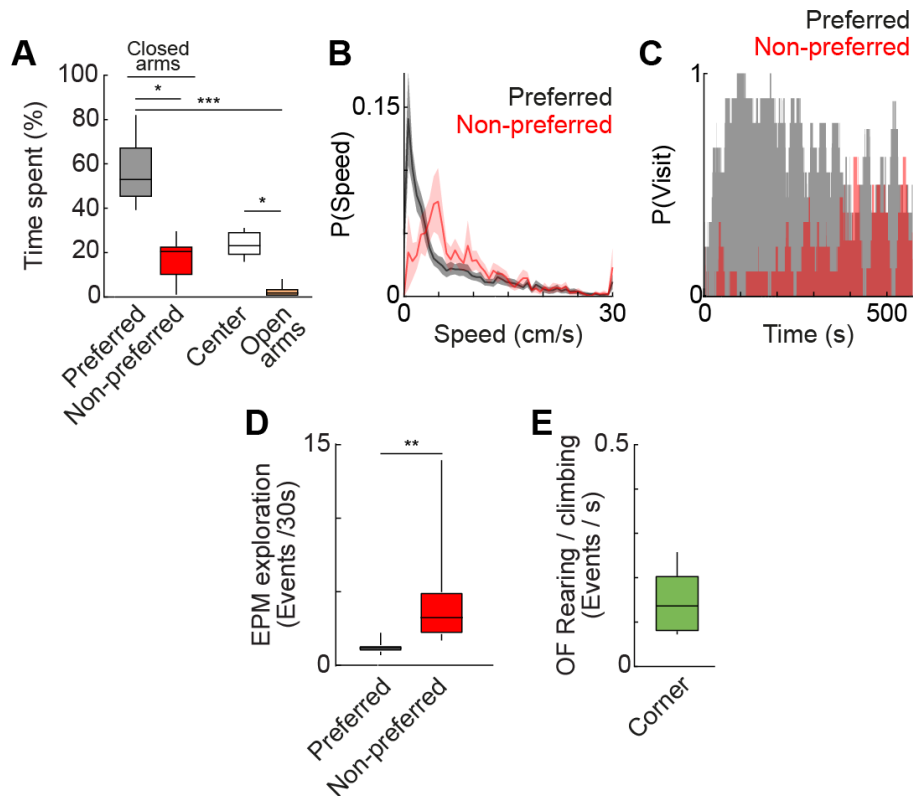 A
Closed
arms
*
***
*
100
80
60
40
20
0
Time spent (%)
Preferred
Non-preferred
Center
Open
arms
B
Preferred
Non-preferred
0.15
0
P(Speed)
0
30
Speed (cm/s)
Preferred
Non-preferred
C
1
0
P(Visit)
0
500
Time (s)
D
**
15
0
EPM exploration
(Events /30s)
Preferred
Non-preferred
E
0.5
0
OF Rearing / climbing
(Events / s)
Corner